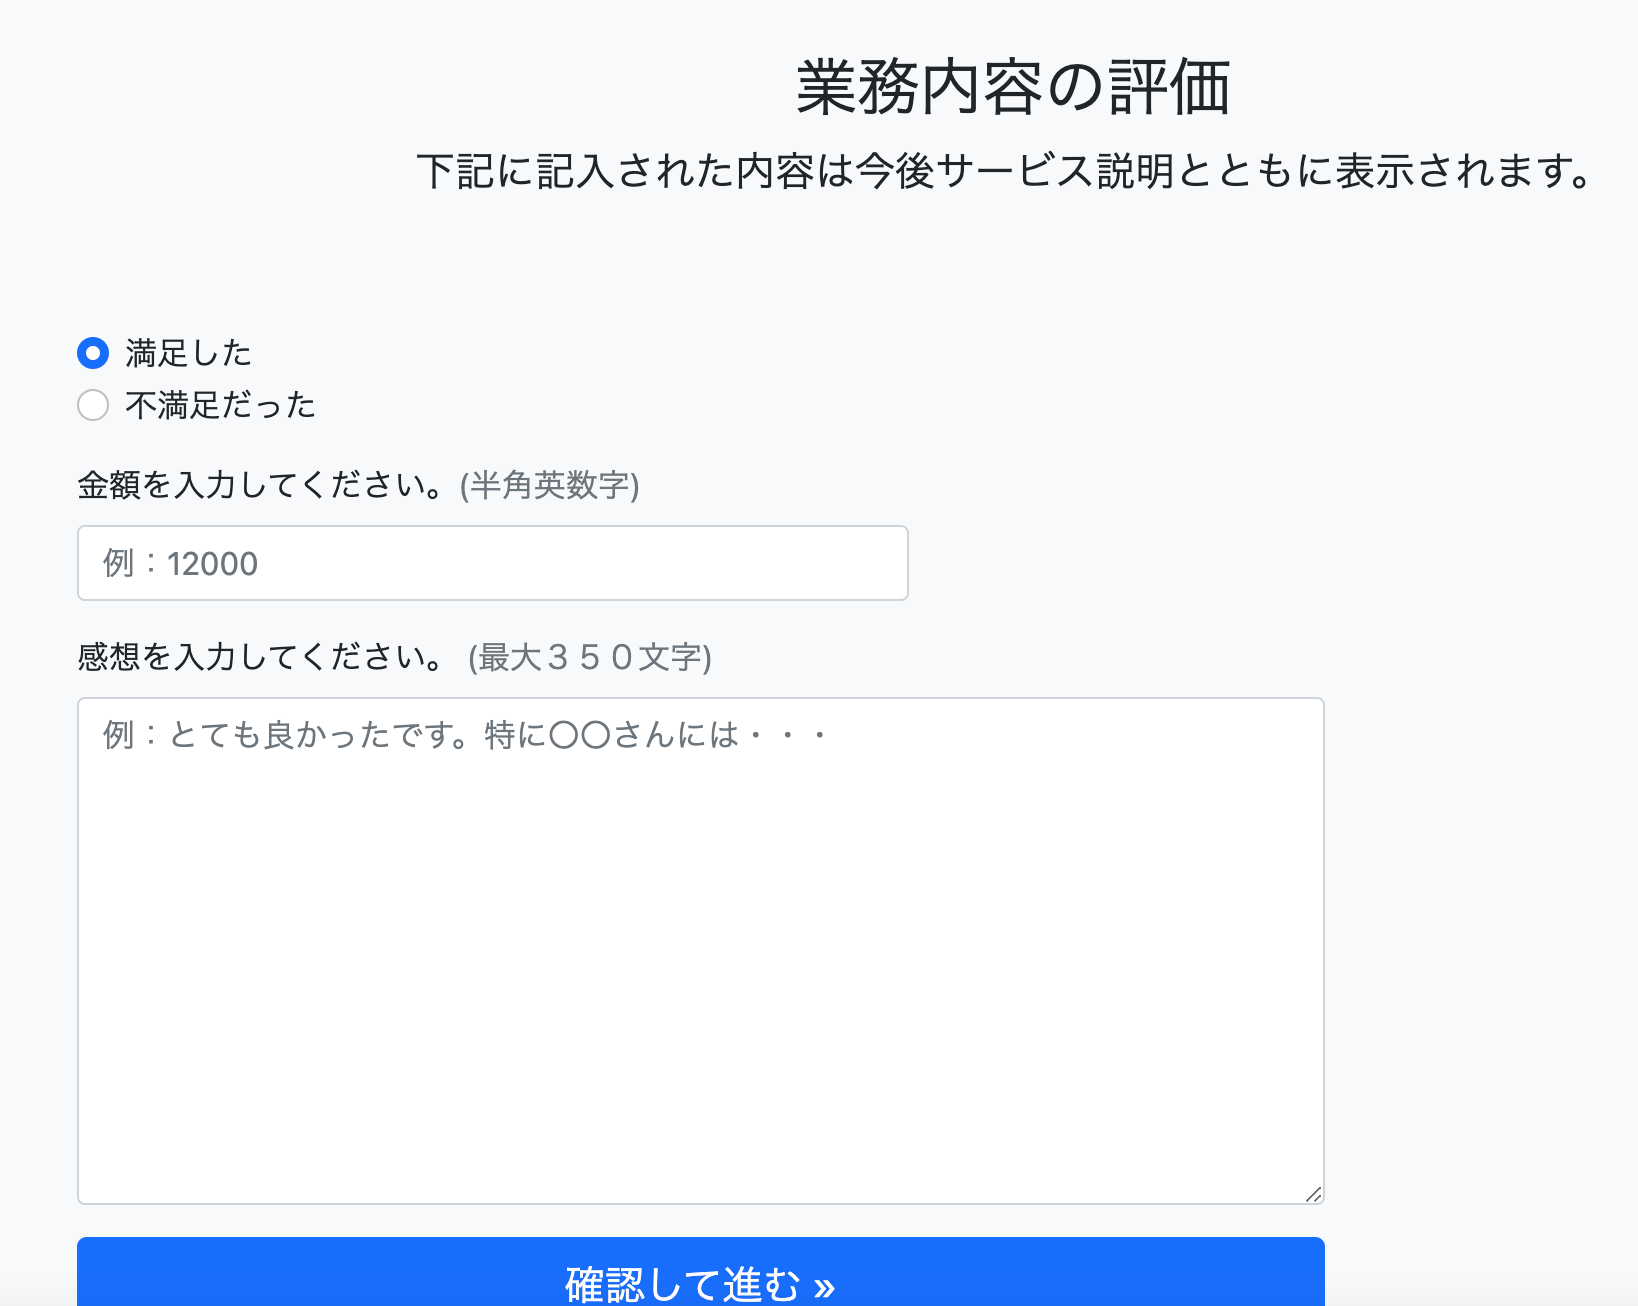 業務内容の評価
下記に記入された内容は今後サービス説明とともに表示されます。
満足した
不満足だった
金額を入力してください。(半角英数字)
例：12000
感想を入力してください。 (最大３５０文字)
例：とても良かったです。特に〇〇さんには・・・
確認して進む »